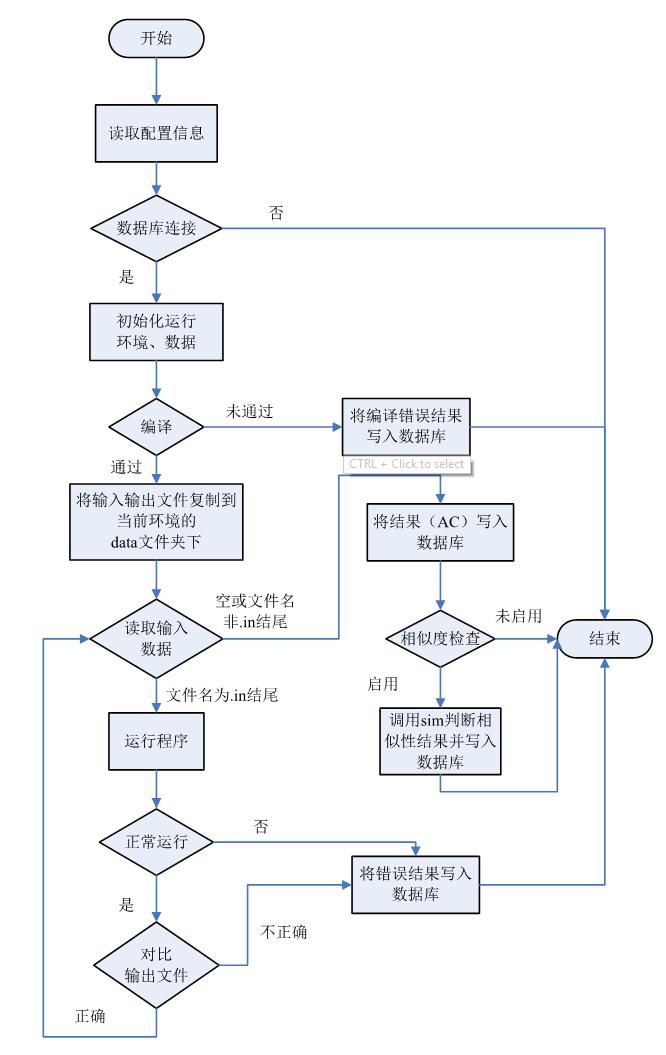 开始
读取配置信息
否
数据库连接
是
初始化运行
环境、数据
编译
未通过
将编译错误结果
写入数据库
CTRL + Click to select
通过
将输入输出文件复制到
当前环境的
data文件夹下
将结果（AC）写入
数据库
空或文件名
非.in结尾
读取输入
数据
相似度检查
未启用
结束
启用
文件名为.in结尾
调用sim判断相
似性结果并写入
数据库
运行程序
正常运行
否
将错误结果写入
数据库
是
不正确
对比
输出文件
正确